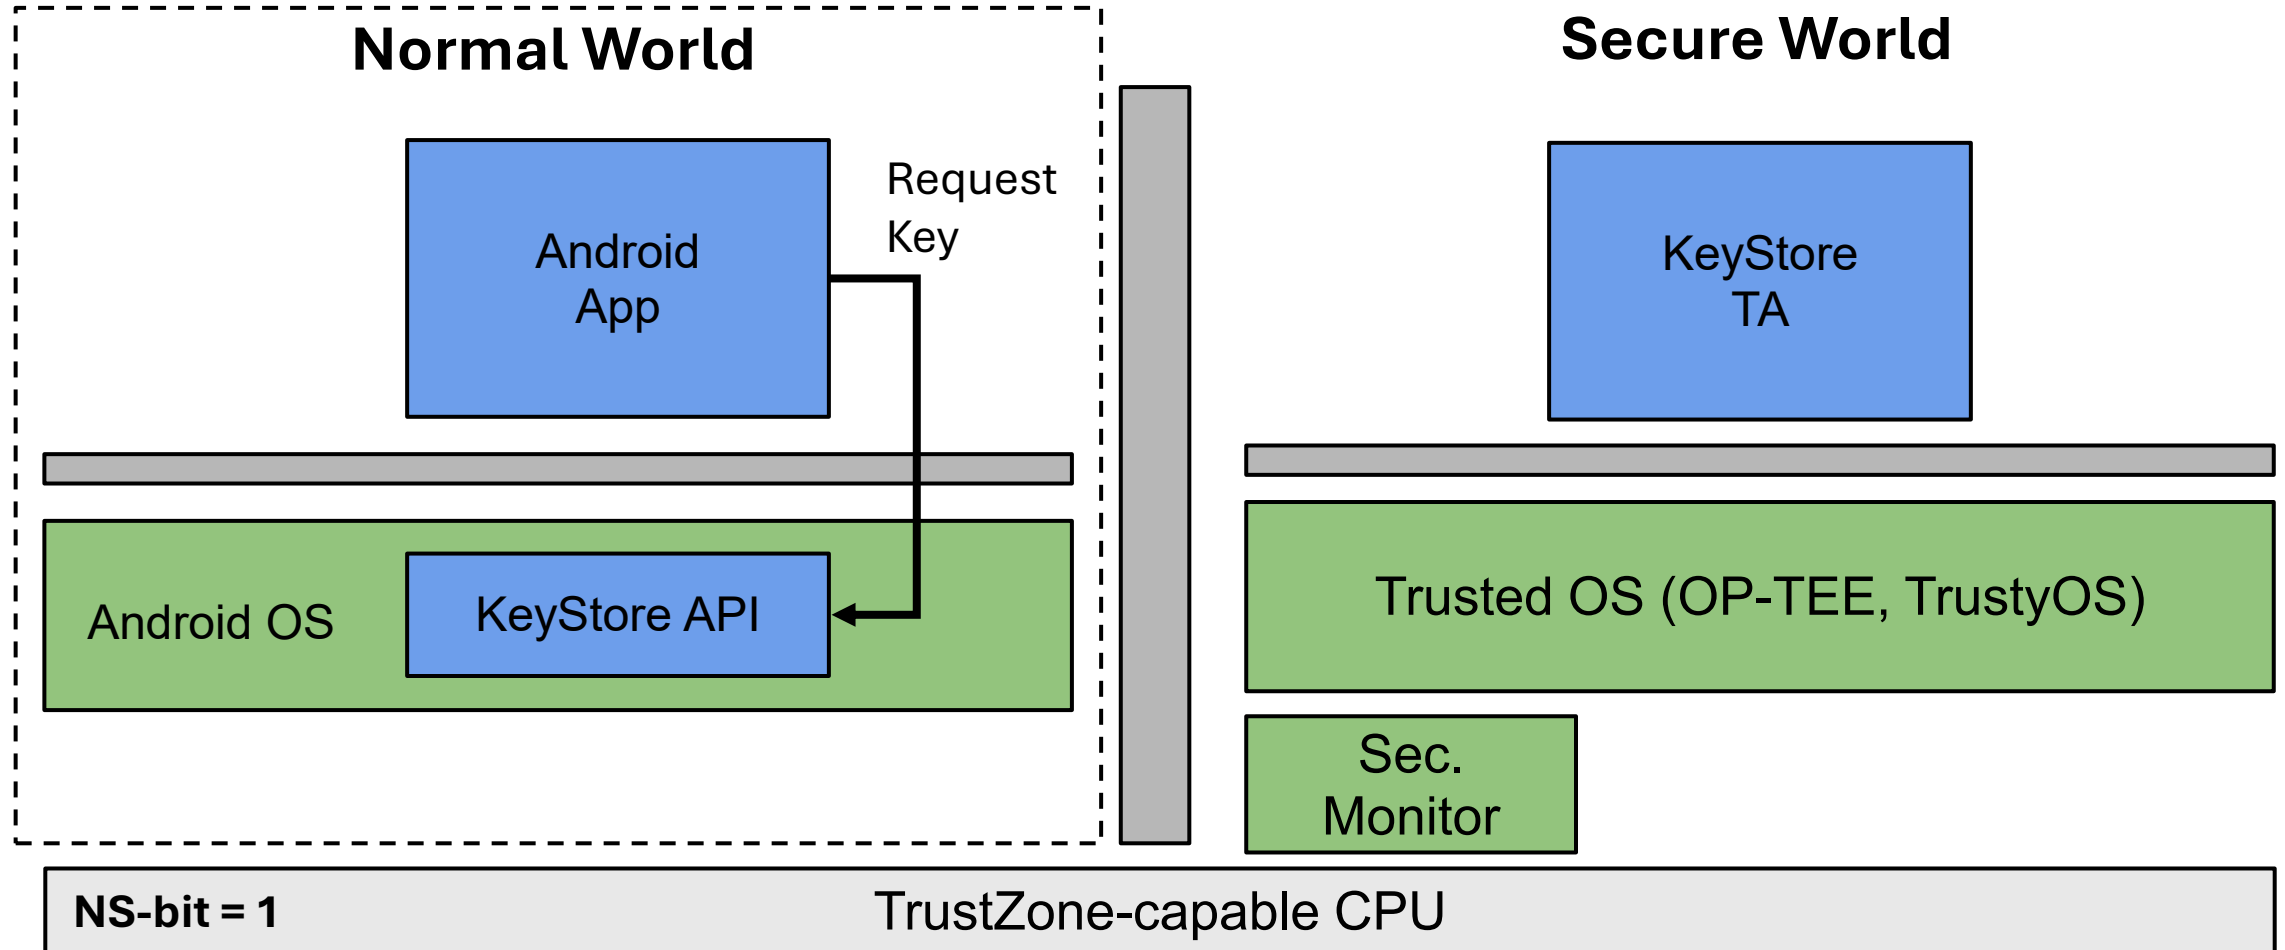 Normal World
Secure World
Android
App
Request
Key
KeyStore
TA
Android OS
KeyStore API
Trusted OS (OP-TEE, TrustyOS)
Sec.
Monitor
NS-bit = 1
TrustZone-capable CPU